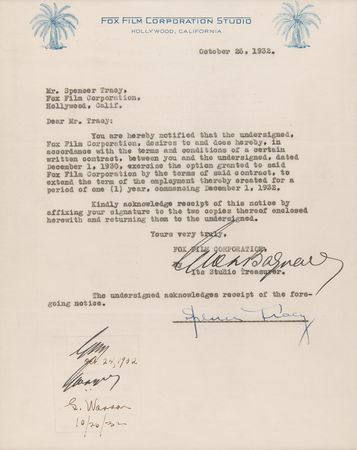 FOX FILM CORPORATION STUDIO
HOLLYWOOD, CALIFORNIA
October 25, 1932.
Mr. Spencer Tracy,
Fox Film Corporation,
Hollywood, Calif.
Dear Mr. Tracy:
You are hereby notified that the undersigned,
Fox Film Corporation, desires to and does hereby, in
accordance with the terms and conditions of a certain
written contract, between you and the undersigned, dated
December 1, 1930, exercise the option granted to said
Fox Film Corporation by the terms of said contract, to
extend the term of the employment thereby created for a
period of one (1) year, commencing December 1, 1932.
Kindly acknowledge receipt of this notice by
affixing your signature to the two copies thereof enclosed
herewith and returning them to the undersigned.
Yours very truly,
FOX FILM CORPORATION,
Its Studio Treasurer.
The undersigned acknowledges receipt of the fore-
going notice.
Spencer Tracy
Oct. 24, 1932